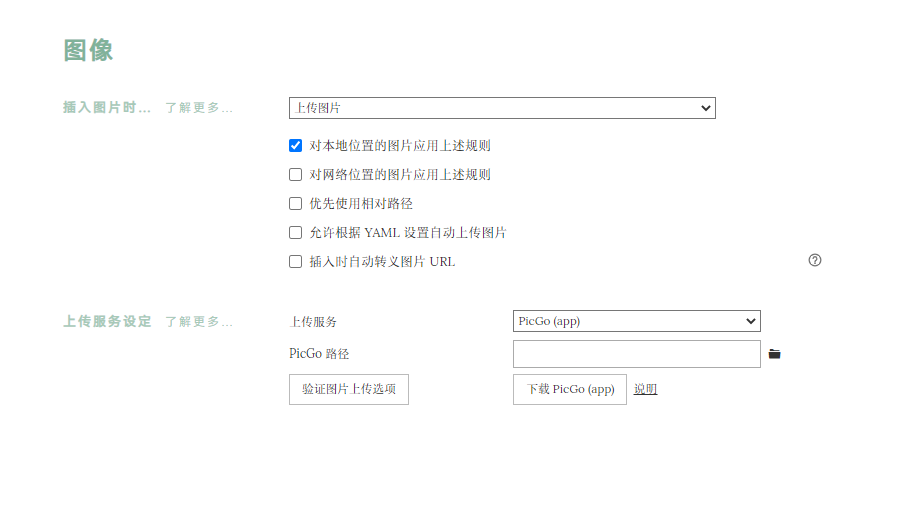 图像
插入图片时... 了解更多... 上传图片
对本地位置的图片应用上述规则
对网络位置的图片应用上述规则
优先使用相对路径
允许根据 YAML 设置自动上传图片
插入时自动转义图片 URL
上传服务设定 了解更多... 上传服务 PicGo (app)
PicGo 路径
验证图片上传选项 下载 PicGo (app) 说明